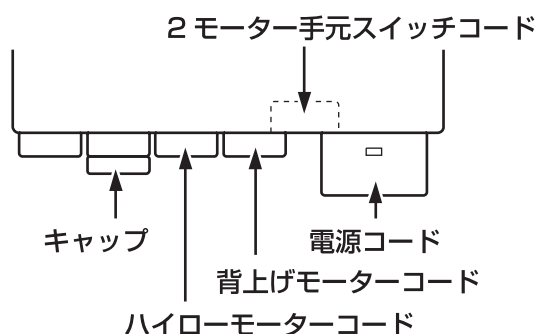 2 モーター手元スイッチコード
キャップ
電源コード
背上げモーターコード
ハイローモーターコード